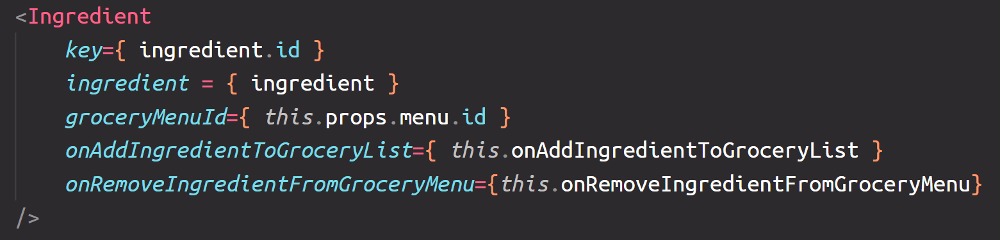 <Ingredient
key={ ingredient.id }
ingredient = { ingredient }
groceryMenuId={ this.props.menu.id }
onAddIngredientToGroceryList={ this.onAddIngredientToGroceryList }
onRemoveIngredientFromGroceryMenu={this.onRemoveIngredientFromGroceryMenu}
/>